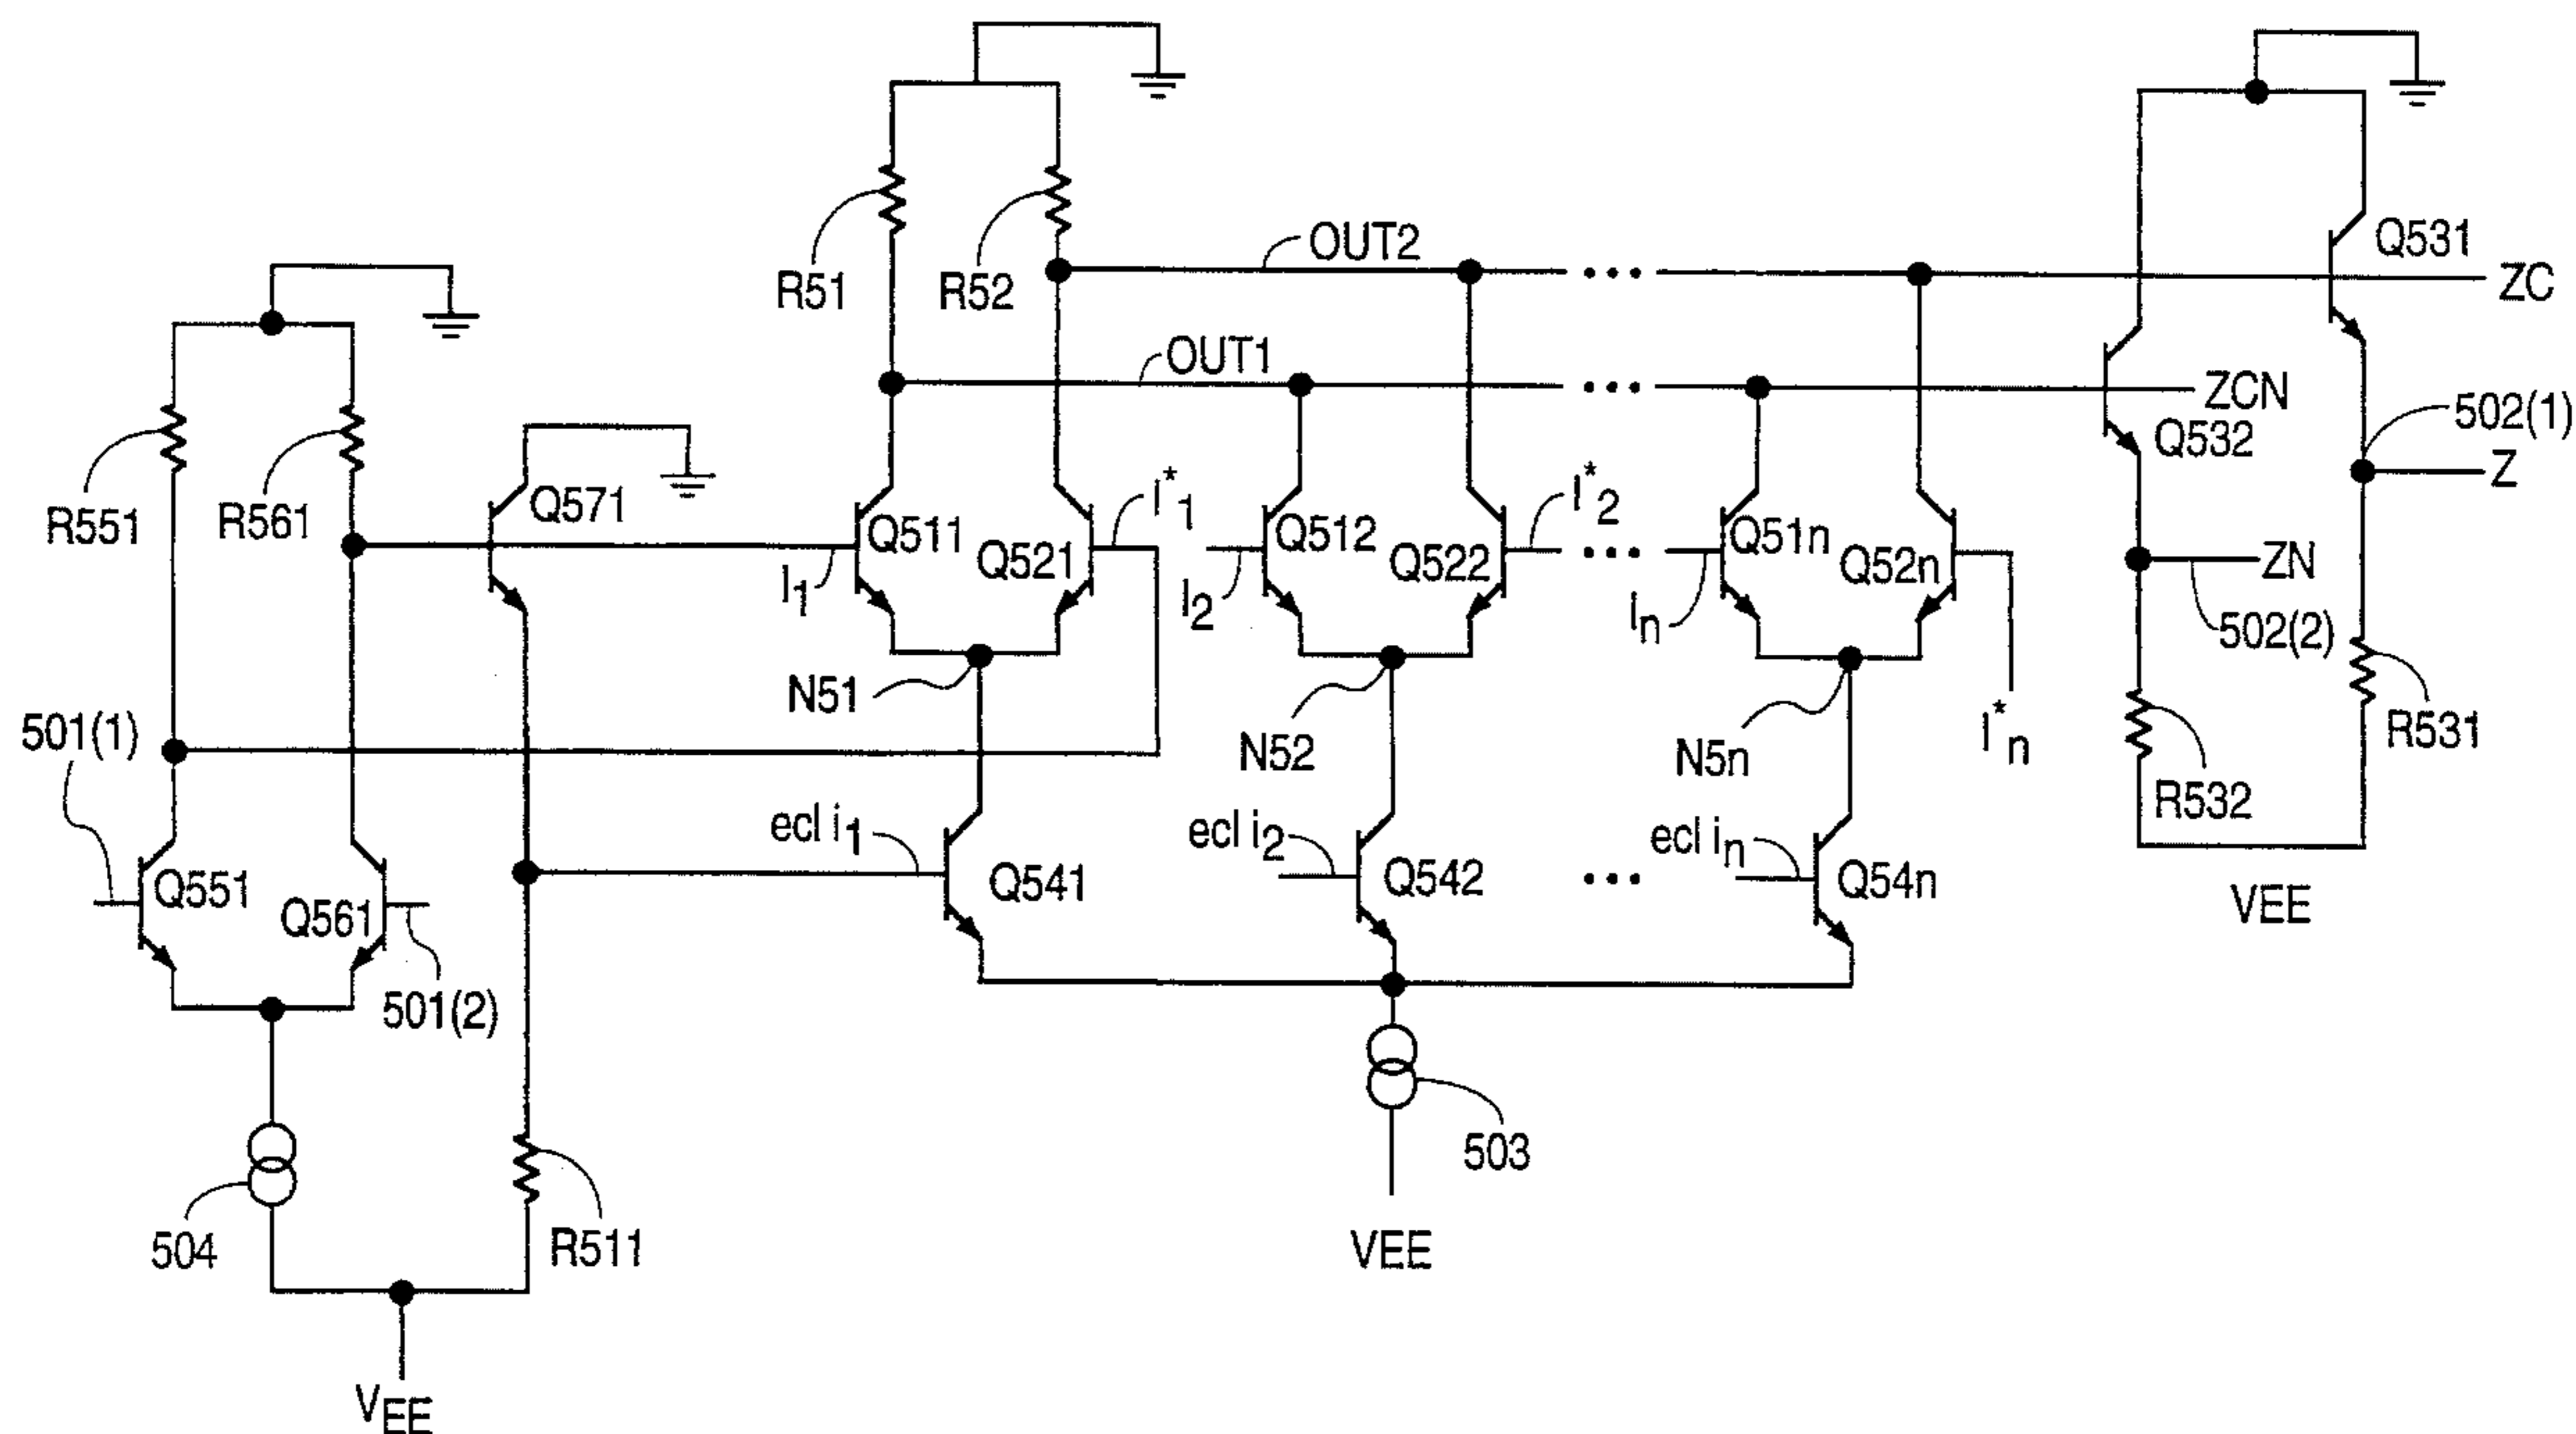 OUT2
Q531
R51
R52
ZC
OUT1
ZCN
Q532
502(1)
Z
R551
R561
Q571
Q511
I*1
Q521
Q512
I*2
Q522
Q51n
Q52n
I1
I2
In
ZN
502(2)
N51
501(1)
N52
N5n
I*n
R531
R532
ecl i1
ecl i2
ecl in
Q551
Q561
Q541
Q542
Q54n
VEE
501(2)
503
504
R511
VEE
VEE